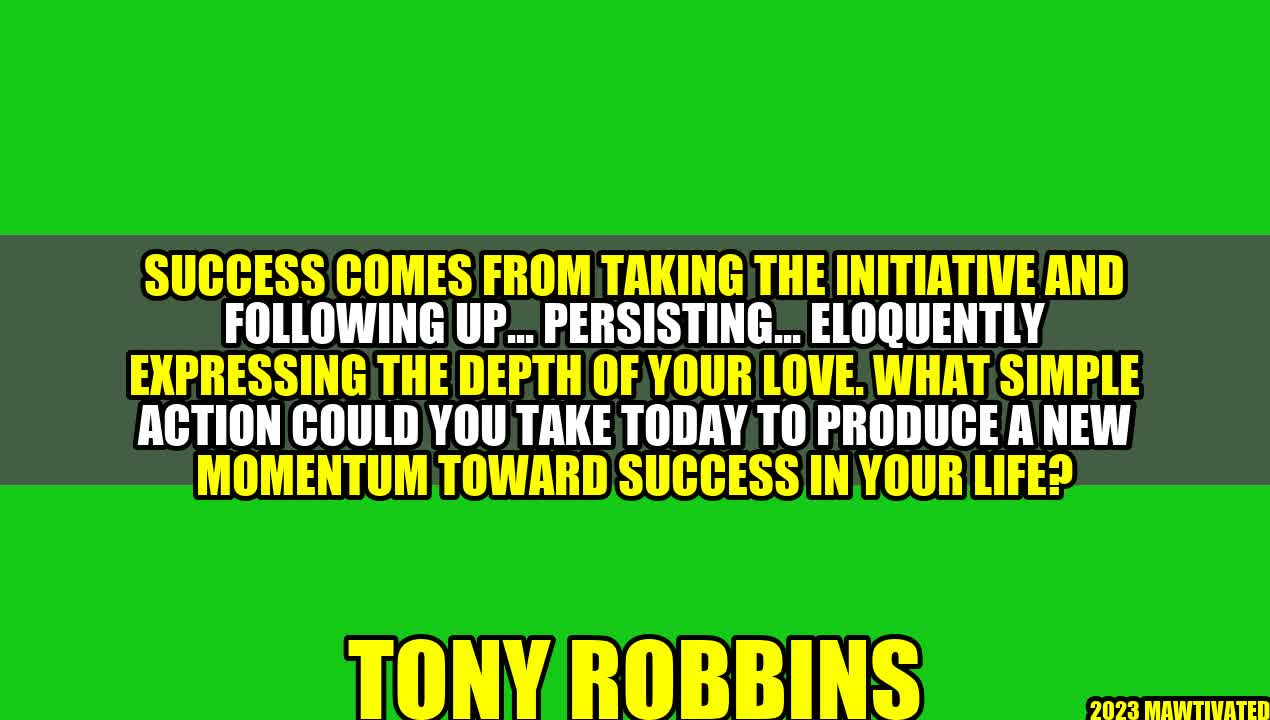 SUCCESS COMES FROM TAKING THE INITIATIVE AND
FOLLOWING UP... PERSISTING... ELOQUENTLY
EXPRESSING THE DEPTH OF YOUR LOVE. WHAT SIMPLE
ACTION COULD YOU TAKE TODAY TO PRODUCE A NEW
MOMENTUM TOWARD SUCCESS IN YOUR LIFE?
TONY ROBBINS
2023 MAWTIVATED